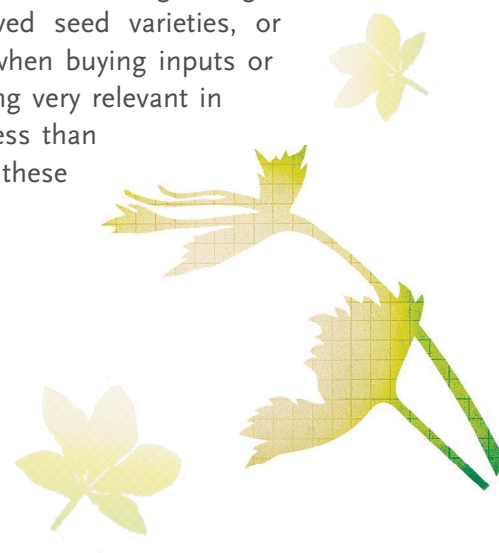 ved seed varieties, or
when buying inputs or
ng very relevant in
ess than
these